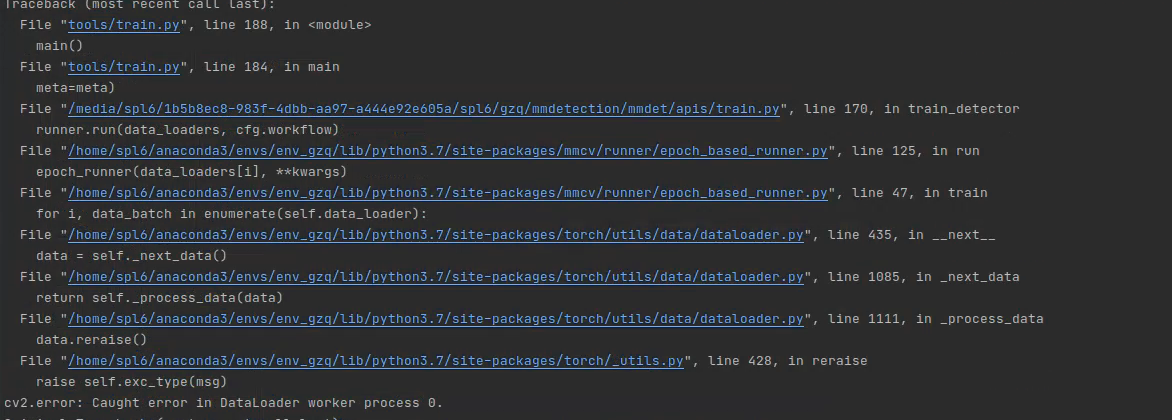 Traceback (most recent call last):
File "tools/train.py", line 188, in <module>
main()
File "tools/train.py", line 184, in main
meta=meta)
File "/media/spl6/1b5b8ec8-983f-4dbb-aa97-a444e92e605a/spl6/gzq/mmdetection/mmdet/apis/train.py", line 170, in train_detector
runner.run(data_loaders, cfg.workflow)
File "/home/spl6/anaconda3/envs/env_gzq/lib/python3.7/site-packages/mmcv/runner/epoch_based_runner.py", line 125, in run
epoch_runner(data_loaders[i], **kwargs)
File "/home/spl6/anaconda3/envs/env_gzq/lib/python3.7/site-packages/mmcv/runner/epoch_based_runner.py", line 47, in train
for i, data_batch in enumerate(self.data_loader):
File "/home/spl6/anaconda3/envs/env_gzq/lib/python3.7/site-packages/torch/utils/data/dataloader.py", line 435, in __next__
data = self._next_data()
File "/home/spl6/anaconda3/envs/env_gzq/lib/python3.7/site-packages/torch/utils/data/dataloader.py", line 1085, in _next_data
return self._process_data(data)
File "/home/spl6/anaconda3/envs/env_gzq/lib/python3.7/site-packages/torch/utils/data/dataloader.py", line 1111, in _process_data
data.reraise()
File "/home/spl6/anaconda3/envs/env_gzq/lib/python3.7/site-packages/torch/_utils.py", line 428, in reraise
raise self.exc_type(msg)
cv2.error: Caught error in DataLoader worker process 0.